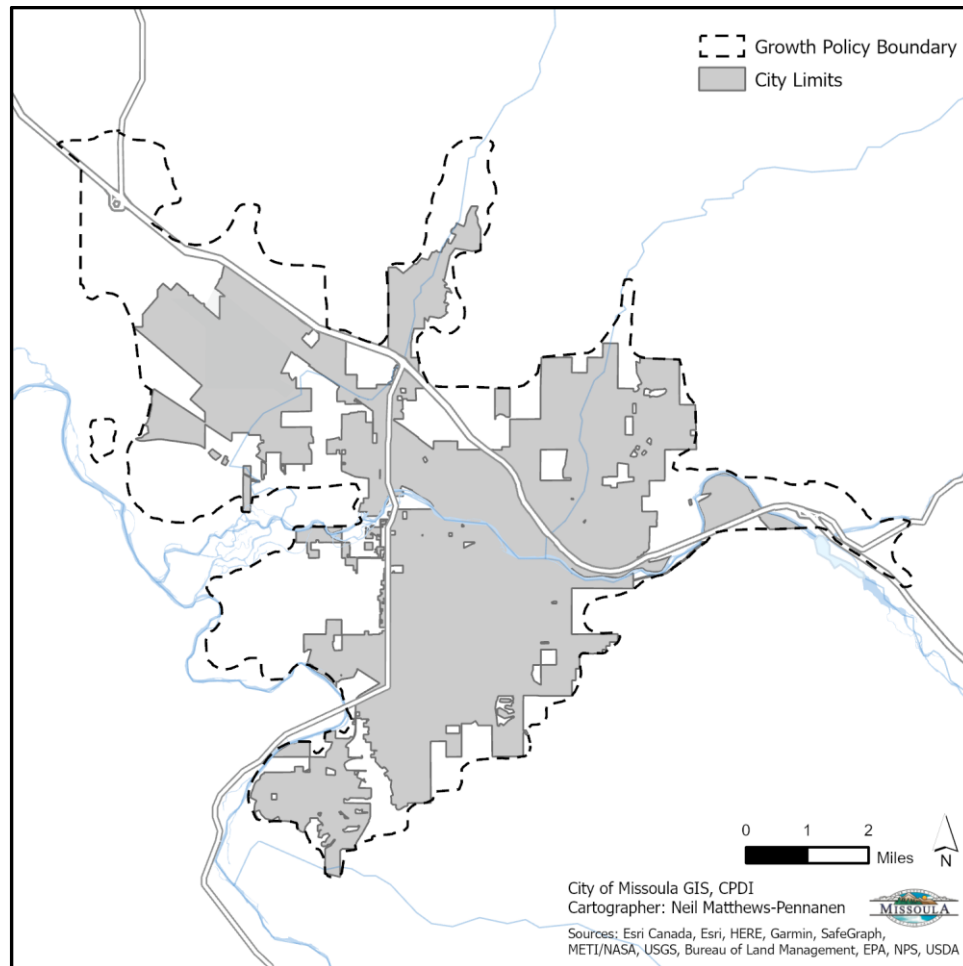 Growth Policy Boundary
City Limits
0 1 2
Miles
N
City of Missoula GIS, CPDI
Cartographer: Neil Matthews-Pennanen
MISSOULA
Sources: Esri Canada, Esri, HERE, Garmin, SafeGraph,
METI/NASA, USGS, Bureau of Land Management, EPA, NPS, USDA